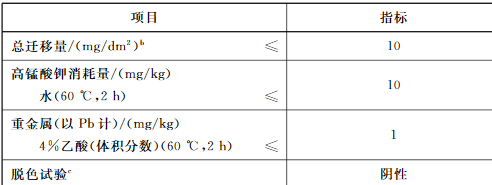 项目 指标
总迁移量/(mg/dm²)ᵇ ≤ 10
高锰酸钾消耗量/(mg/kg)
水(60 ℃,2 h) ≤ 10
重金属(以 Pb 计)/(mg/kg)
4%乙酸(体积分数)(60 ℃,2 h) ≤ 1
脱色试验ᶜ 阴性